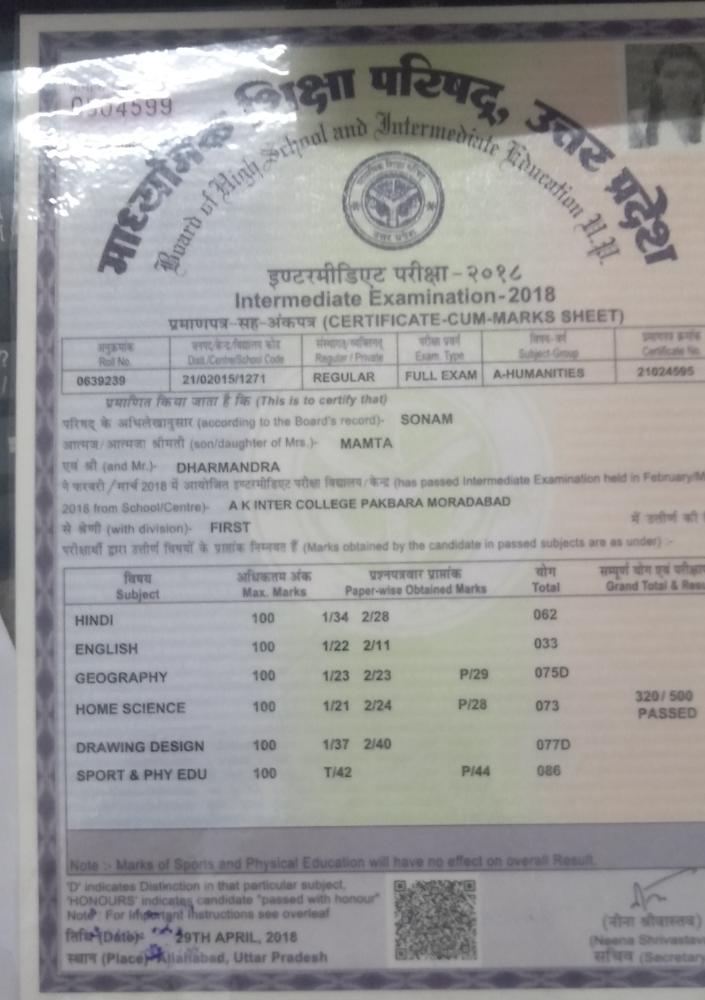 0904599
माध्यमिक शिक्षा परिषद्, उत्तर प्रदेश
Board of High School and Intermediate Education U.P.
उत्तर प्रदेश
इण्टरमीडिएट परीक्षा-२०१८
Intermediate Examination-2018
प्रमाणपत्र-सह-अंकपत्र (CERTIFICATE-CUM-MARKS SHEET)
अनुक्रमांक जनपद/केन्द्र/विद्यालय कोड संस्थागत/व्यक्तिगत परीक्षा प्रवर्ग विषय-वर्ग प्रमाणपत्र क्रमांक
Roll No. Distt./Centre/School Code Regular / Private Exam. Type Subject-Group Certificate No.
0639239 21/02015/1271 REGULAR FULL EXAM A-HUMANITIES 21024595
प्रमाणित किया जाता है कि (This is to certify that)
परिषद् के अभिलेखानुसार (according to the Board's record)- SONAM
आत्मज/आत्मजा श्रीमती (son/daughter of Mrs.)- MAMTA
एवं श्री (and Mr.)- DHARMANDRA
ने फरवरी/मार्च 2018 में आयोजित इण्टरमीडिएट परीक्षा विद्यालय/केन्द्र (has passed Intermediate Examination held in February/M
2018 from School/Centre)- A K INTER COLLEGE PAKBARA MORADABAD
से श्रेणी (with division)- FIRST में उत्तीर्ण की
परीक्षार्थी द्वारा उत्तीर्ण विषयों के प्राप्तांक निम्नवत हैं (Marks obtained by the candidate in passed subjects are as under) :-
विषय अधिकतम अंक प्रश्नपत्रवार प्राप्तांक योग सम्पूर्ण योग एवं परीक्षा
Subject Max. Marks Paper-wise Obtained Marks Total Grand Total & Resu
HINDI 100 1/34 2/28 062
ENGLISH 100 1/22 2/11 033
GEOGRAPHY 100 1/23 2/23 P/29 075D
HOME SCIENCE 100 1/21 2/24 P/28 073 320/ 500
PASSED
DRAWING DESIGN 100 1/37 2/40 077D
SPORT & PHY EDU 100 T/42 P/44 086
Note :- Marks of Sports and Physical Education will have no effect on overall Result.
'D' indicates Distinction in that particular subject,
'HONOURS' indicates candidate "passed with honour"
Note : For Important Instructions see overleaf
तिथि (Date)- 29TH APRIL, 2018
स्थान (Place)- Allahabad, Uttar Pradesh
(नीना श्रीवास्तव)
(Neena Shrivastav
सचिव (Secretary